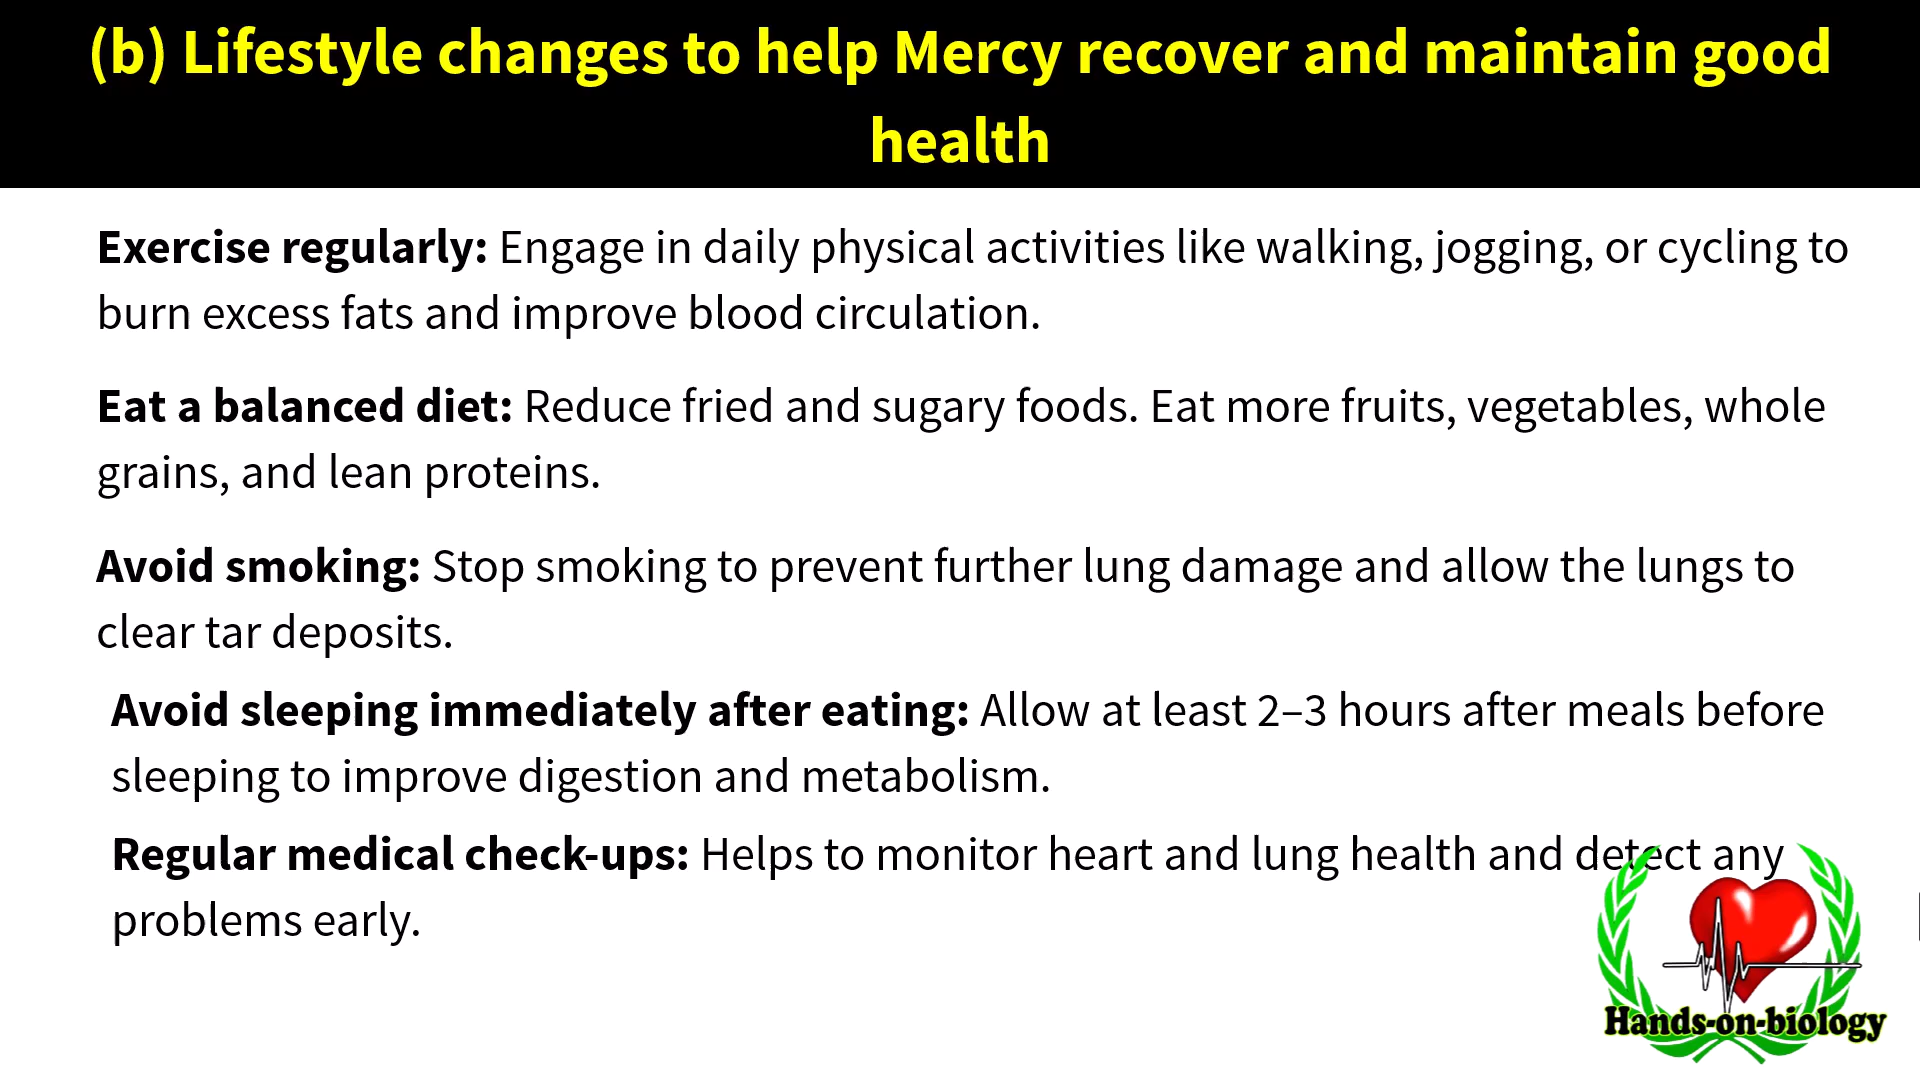 (b) Lifestyle changes to help Mercy recover and maintain good
health
Exercise regularly: Engage in daily physical activities like walking, jogging, or cycling to
burn excess fats and improve blood circulation.
Eat a balanced diet: Reduce fried and sugary foods. Eat more fruits, vegetables, whole
grains, and lean proteins.
Avoid smoking: Stop smoking to prevent further lung damage and allow the lungs to
clear tar deposits.
Avoid sleeping immediately after eating: Allow at least 2–3 hours after meals before
sleeping to improve digestion and metabolism.
Regular medical check-ups: Helps to monitor heart and lung health and detect any
problems early.
Hands-on-biology